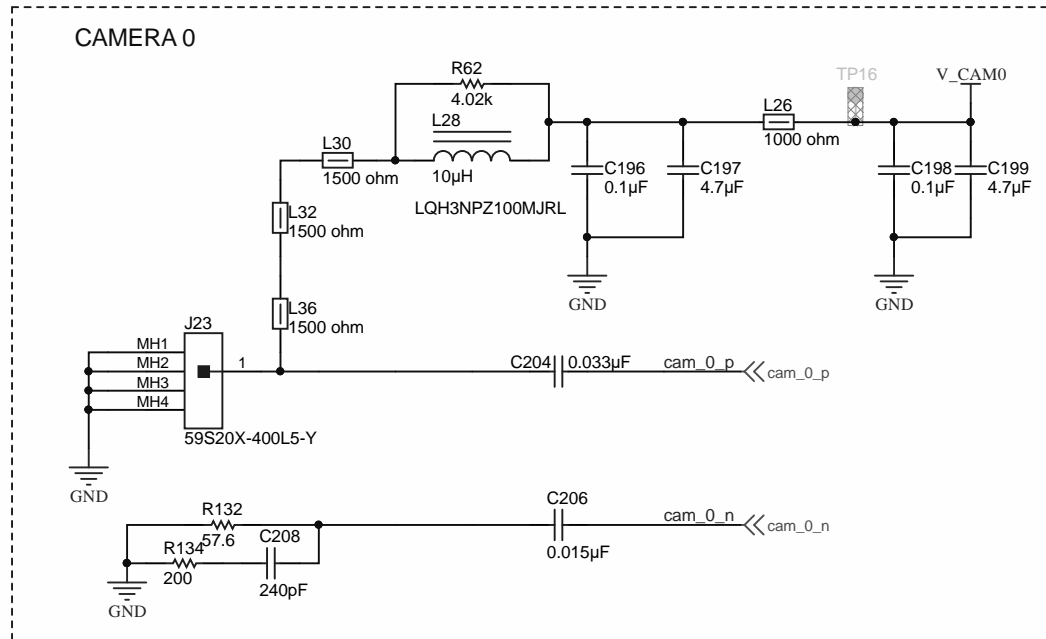 CAMERA 0
R62
4.02k
TP16
V_CAM0
L28
L26
1000 ohm
L30
1500 ohm
10µH
C196
0.1µF
C197
4.7µF
C198
0.1µF
C199
4.7µF
LQH3NPZ100MJRL
L32
1500 ohm
GND
GND
L36
1500 ohm
J23
MH1
MH2
MH3
MH4
1
C204
0.033µF
cam_0_p
cam_0_p
59S20X-400L5-Y
GND
R132
57.6
C206
0.015µF
cam_0_n
cam_0_n
R134
200
C208
240pF
GND